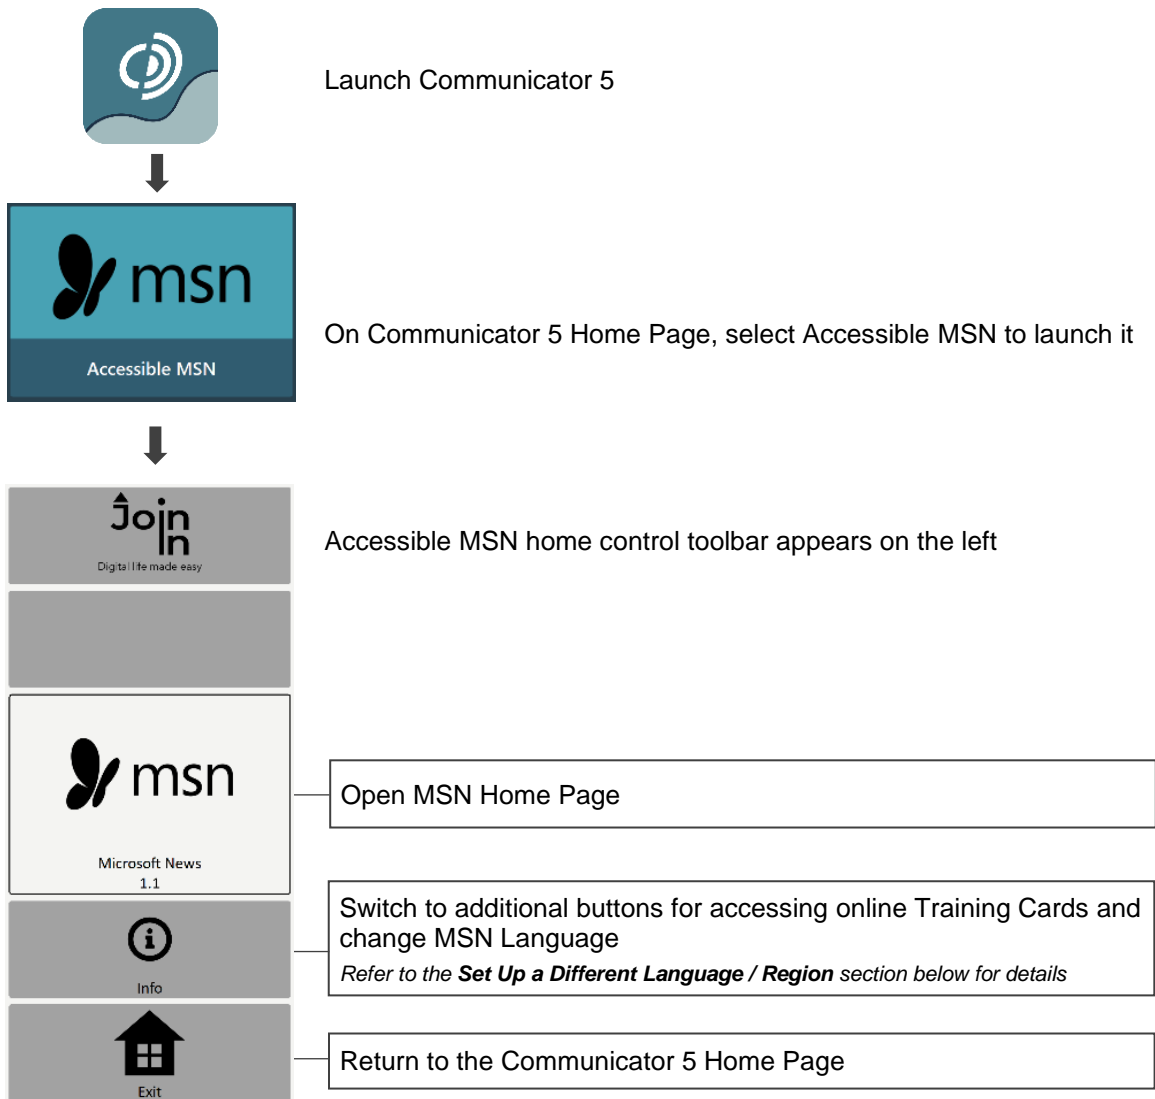 Launch Communicator 5
msn
Accessible MSN
On Communicator 5 Home Page, select Accessible MSN to launch it
Join
In
Digital life made easy
Accessible MSN home control toolbar appears on the left
msn
Microsoft News
1.1
Open MSN Home Page
Info
Switch to additional buttons for accessing online Training Cards and
change MSN Language
Refer to the Set Up a Different Language / Region section below for details
Exit
Return to the Communicator 5 Home Page